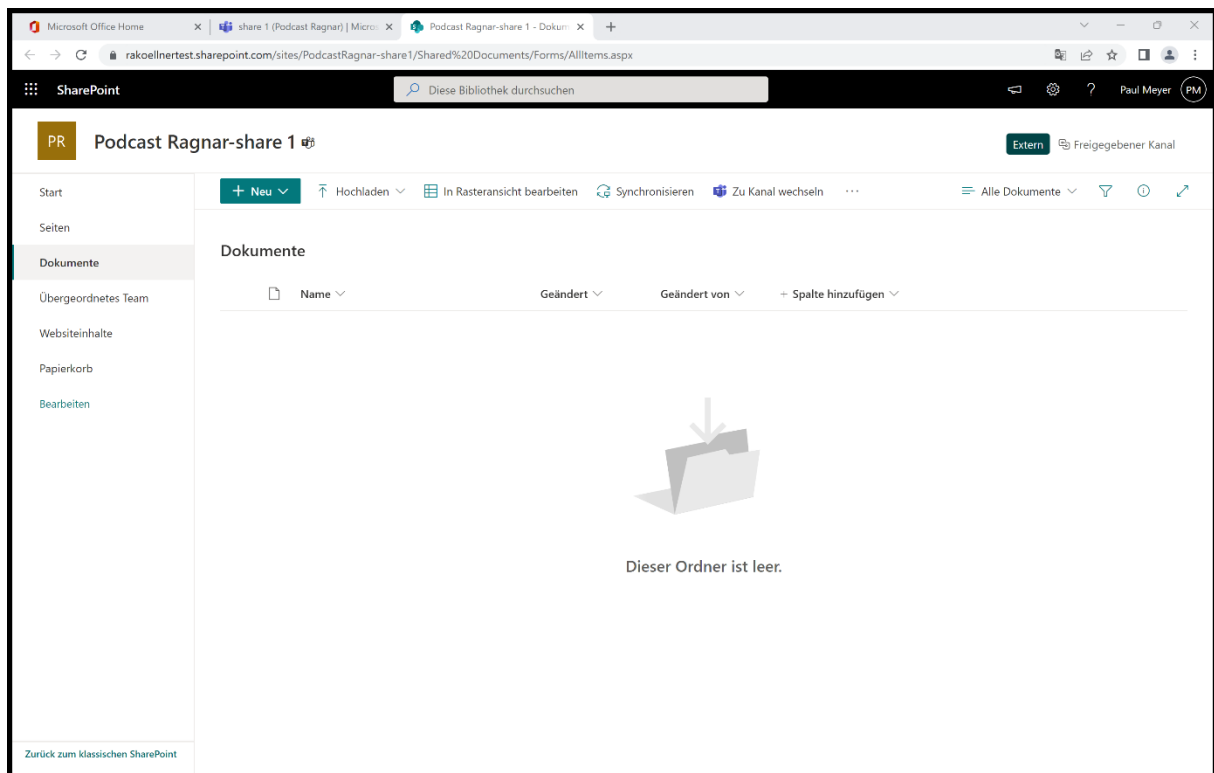 Microsoft Office Home
share 1 (Podcast Ragnar) | Micros
Podcast Ragnar-share 1 - Dokum
rakoellnertest.sharepoint.com/sites/PodcastRagnar-share1/Shared%20Documents/Forms/AllItems.aspx
SharePoint
Diese Bibliothek durchsuchen
? Paul Meyer PM
PR Podcast Ragnar-share 1
Extern Freigegebener Kanal
+ Neu Hochladen In Rasteransicht bearbeiten Synchronisieren Zu Kanal wechseln ... Alle Dokumente
Start
Seiten
Dokumente
Übergeordnetes Team
Websiteinhalte
Papierkorb
Bearbeiten
Dokumente
Name Geändert Geändert von + Spalte hinzufügen
Dieser Ordner ist leer.
Zurück zum klassischen SharePoint